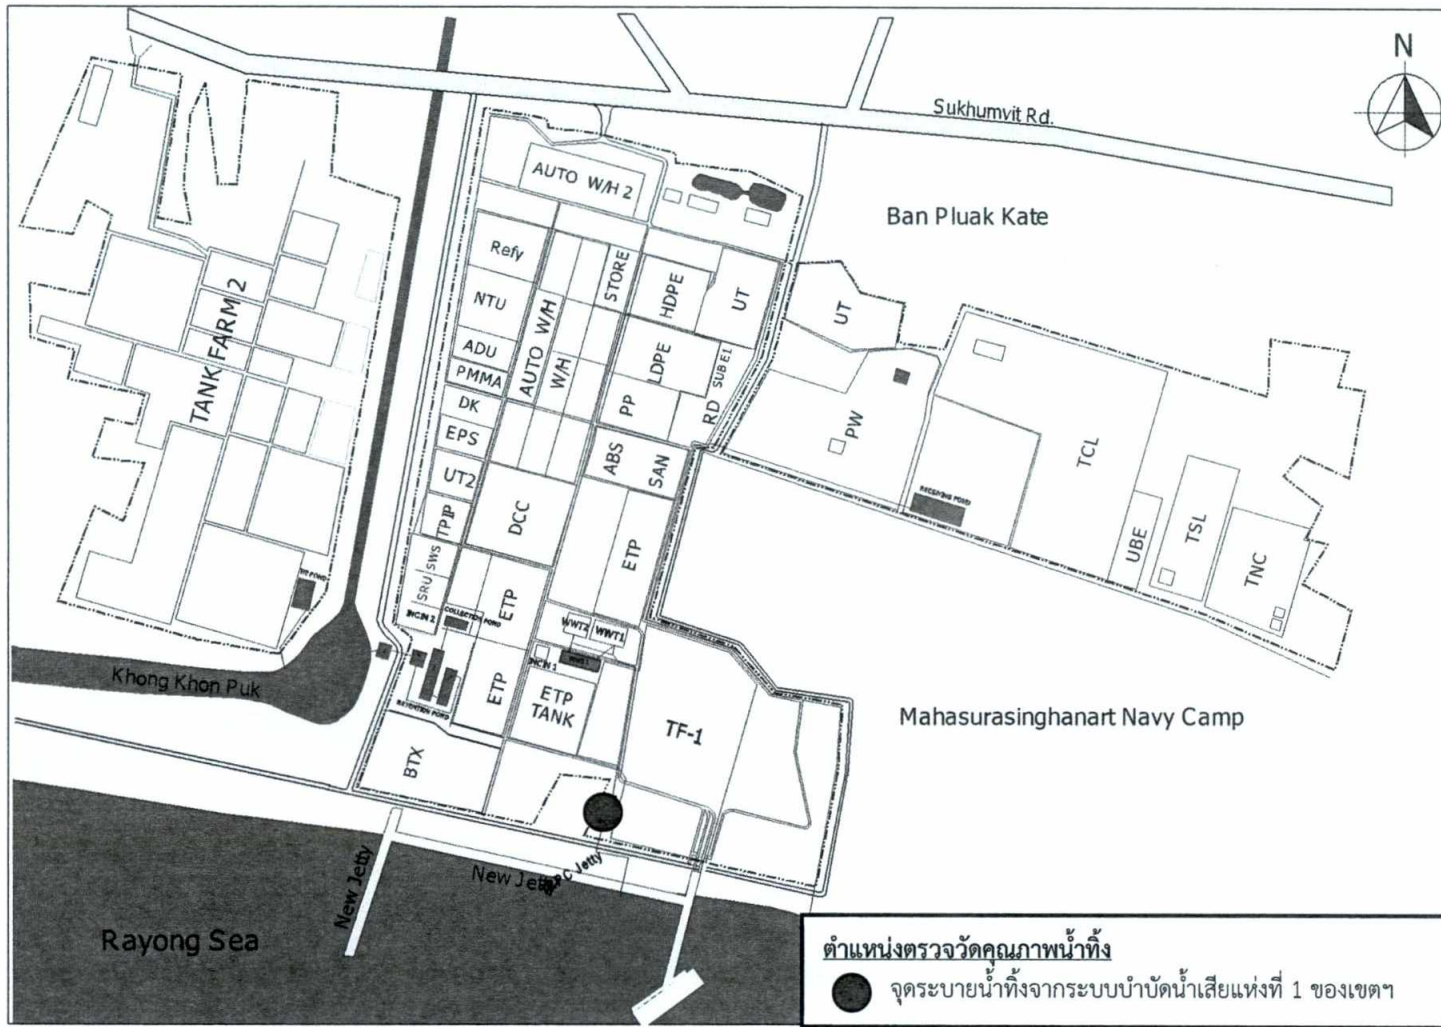 N
Sukhumvit Rd.
AUTO W/H 2
Ban Pluak Kate
Refy
STORE
HDPE
UT
UT
NTU
TANK FARM 2
AUTO W/H
W/H
ADU
LDPE
SUB E1
PMMA
PP
RD
DK
PW
EPS
ABS
SAN
TCL
UT2
RECEIVING POND
TPIP
DCC
UBE
TSL
TNC
SWS
ETP
SRU
ETP
INCIN 2
COLLECTION POND
WWT2
WWT1
INCIN 1
Khong Khon Puk
ETP
ETP
TANK
RETENTION POND
Mahasurasinghanart Navy Camp
TF-1
BTX
New Jetty
New Jetty
Jetty
Rayong Sea
ตำแหน่งตรวจวัดคุณภาพน้ำทิ้ง
จุดระบายน้ำทิ้งจากระบบบำบัดน้ำเสียแห่งที่ 1 ของเขตฯ